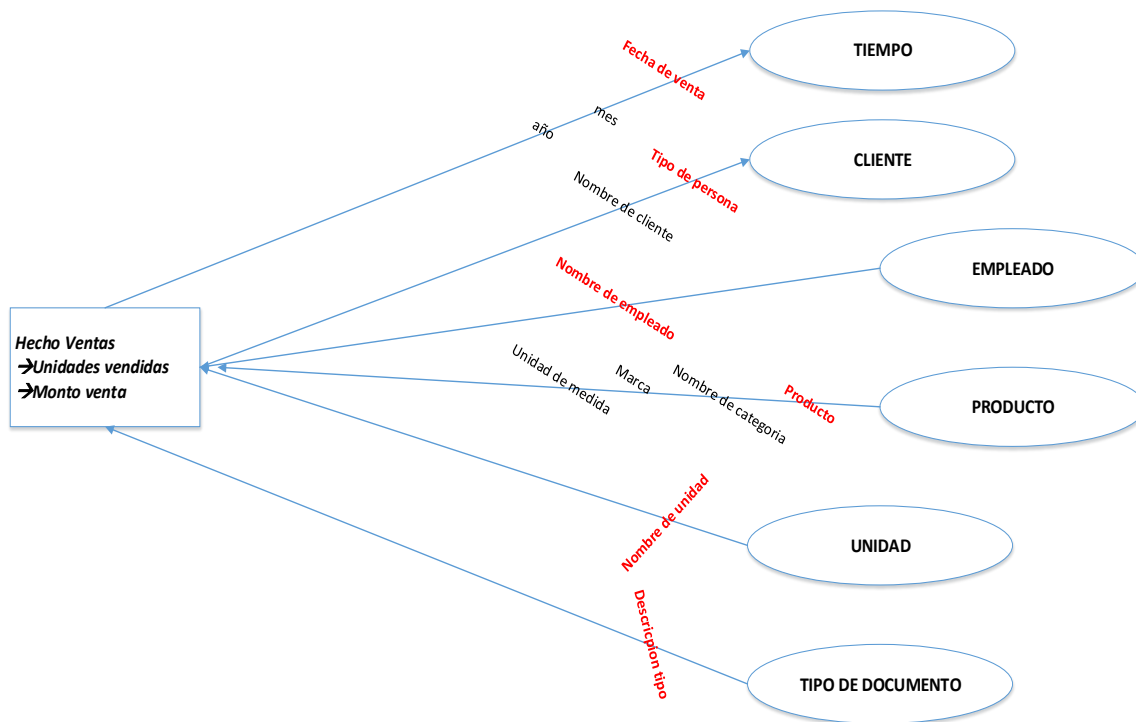 Fecha de venta
TIEMPO
mes
año
Tipo de persona
CLIENTE
Nombre de cliente
EMPLEADO
Nombre de empleado
Hecho Ventas
→Unidades vendidas
→Monto venta
Unidad de medida
Marca
Nombre de categoria
Producto
PRODUCTO
Nombre de unidad
UNIDAD
Descricpion tipo
TIPO DE DOCUMENTO